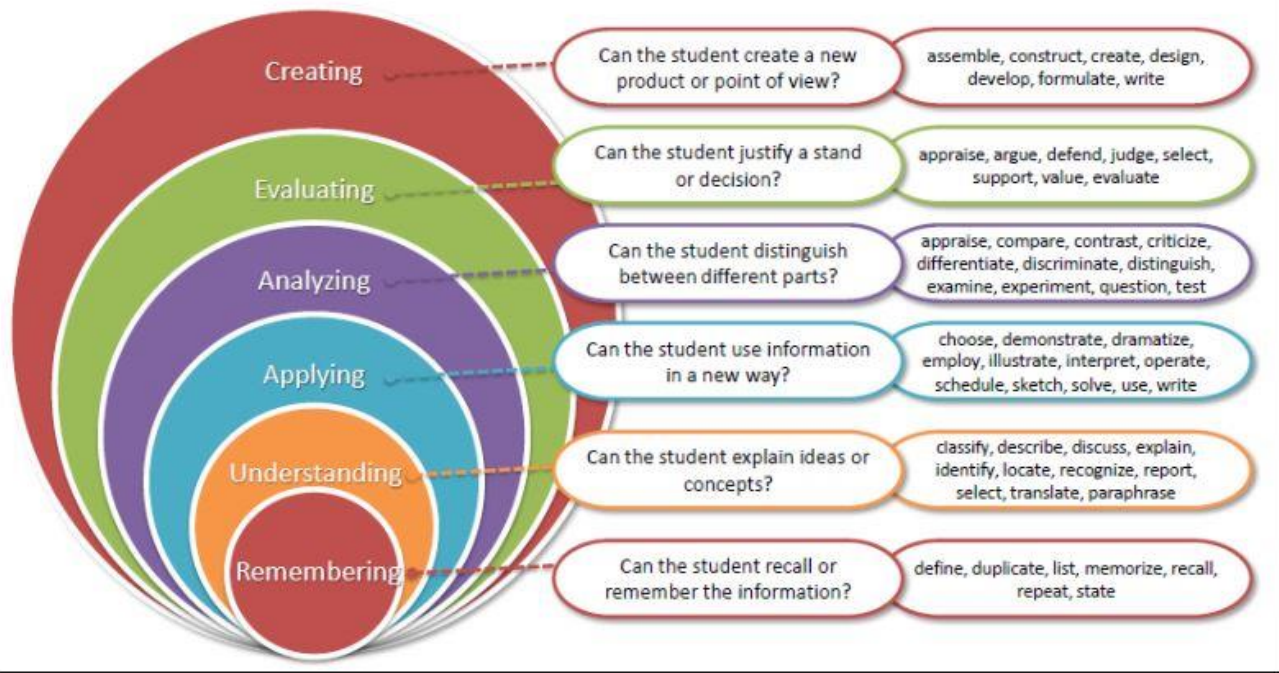 Creating
Can the student create a new
product or point of view?
assemble, construct, create, design,
develop, formulate, write
Evaluating
Can the student justify a stand
or decision?
appraise, argue, defend, judge, select,
support, value, evaluate
Analyzing
Can the student distinguish
between different parts?
appraise, compare, contrast, criticize,
differentiate, discriminate, distinguish,
examine, experiment, question, test
Applying
Can the student use information
in a new way?
choose, demonstrate, dramatize,
employ, illustrate, interpret, operate,
schedule, sketch, solve, use, write
Understanding
Can the student explain ideas or
concepts?
classify, describe, discuss, explain,
identify, locate, recognize, report,
select, translate, paraphrase
Remembering
Can the student recall or
remember the information?
define, duplicate, list, memorize, recall,
repeat, state